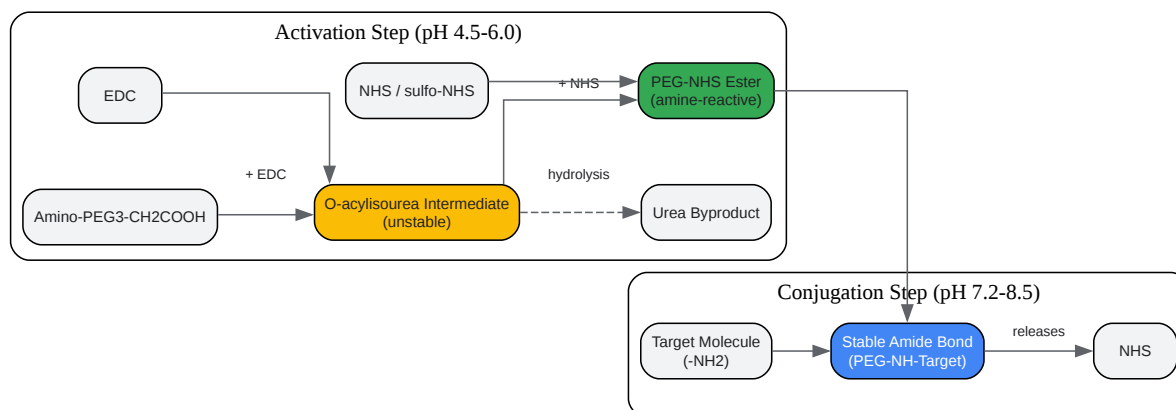 Activation Step (pH 4.5-6.0)
EDC
NHS / sulfo-NHS
+ NHS
PEG-NHS Ester
(amine-reactive)
+ EDC
hydrolysis
Amino-PEG3-CH2COOH
O-acylisourea Intermediate
(unstable)
Urea Byproduct
Conjugation Step (pH 7.2-8.5)
Target Molecule
(-NH2)
Stable Amide Bond
(PEG-NH-Target)
releases
NHS